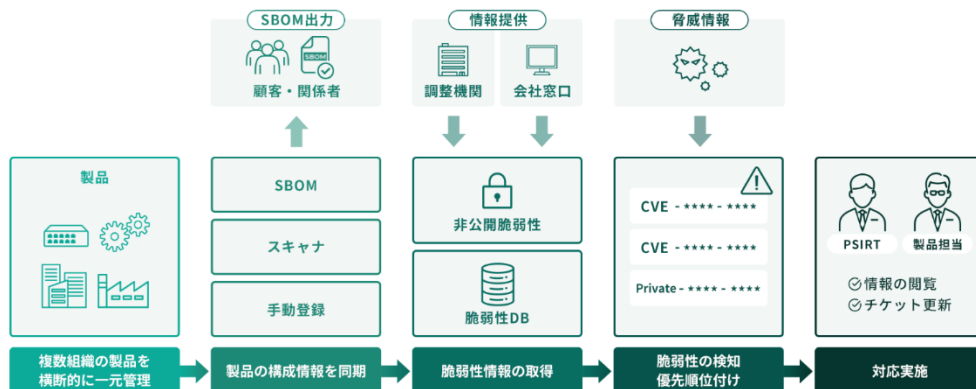 SBOM出力
SBOM
顧客・関係者
情報提供
調整機関
会社窓口
脅威情報
製品
SBOM
スキャナ
手動登録
非公開脆弱性
脆弱性DB
CVE - **** - ****
CVE - **** - ****
Private - **** - ****
PSIRT
製品担当
情報の閲覧
チケット更新
複数組織の製品を
横断的に一元管理
製品の構成情報を同期
脆弱性情報の取得
脆弱性の検知
優先順位付け
対応実施